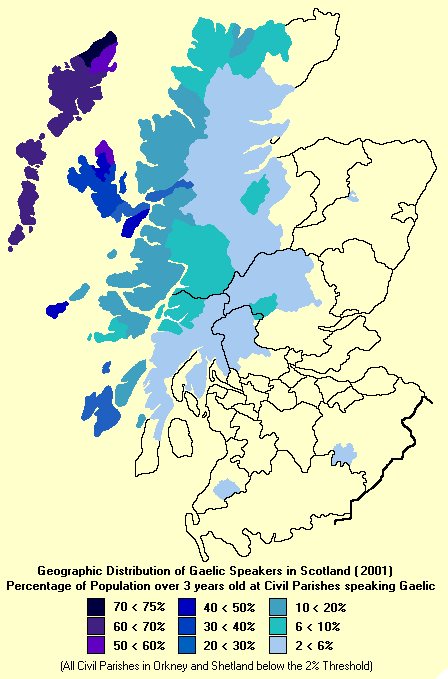 Geographic Distribution of Gaelic Speakers in Scotland (2001)
Percentage of Population over 3 years old at Civil Parishes speaking Gaelic
70 < 75% 40 < 50% 10 < 20%
60 < 70% 30 < 40% 6 < 10%
50 < 60% 20 < 30% 2 < 6%
(All Civil Parishes in Orkney and Shetland below the 2% Threshold)